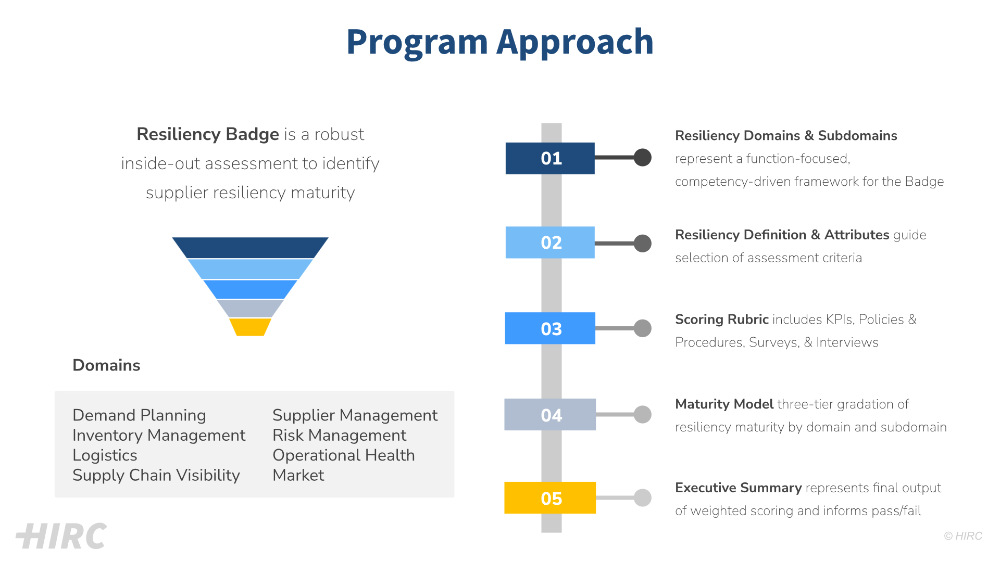 Program Approach
Resiliency Badge is a robust
inside-out assessment to identify
supplier resiliency maturity
Domains
Demand Planning
Inventory Management
Logistics
Supply Chain Visibility
Supplier Management
Risk Management
Operational Health
Market
01
Resiliency Domains & Subdomains
represent a function-focused,
competency-driven framework for the Badge
02
Resiliency Definition & Attributes guide
selection of assessment criteria
03
Scoring Rubric includes KPIs, Policies &
Procedures, Surveys, & Interviews
04
Maturity Model three-tier gradation of
resiliency maturity by domain and subdomain
05
Executive Summary represents final output
of weighted scoring and informs pass/fail
HIRC
© HIRC